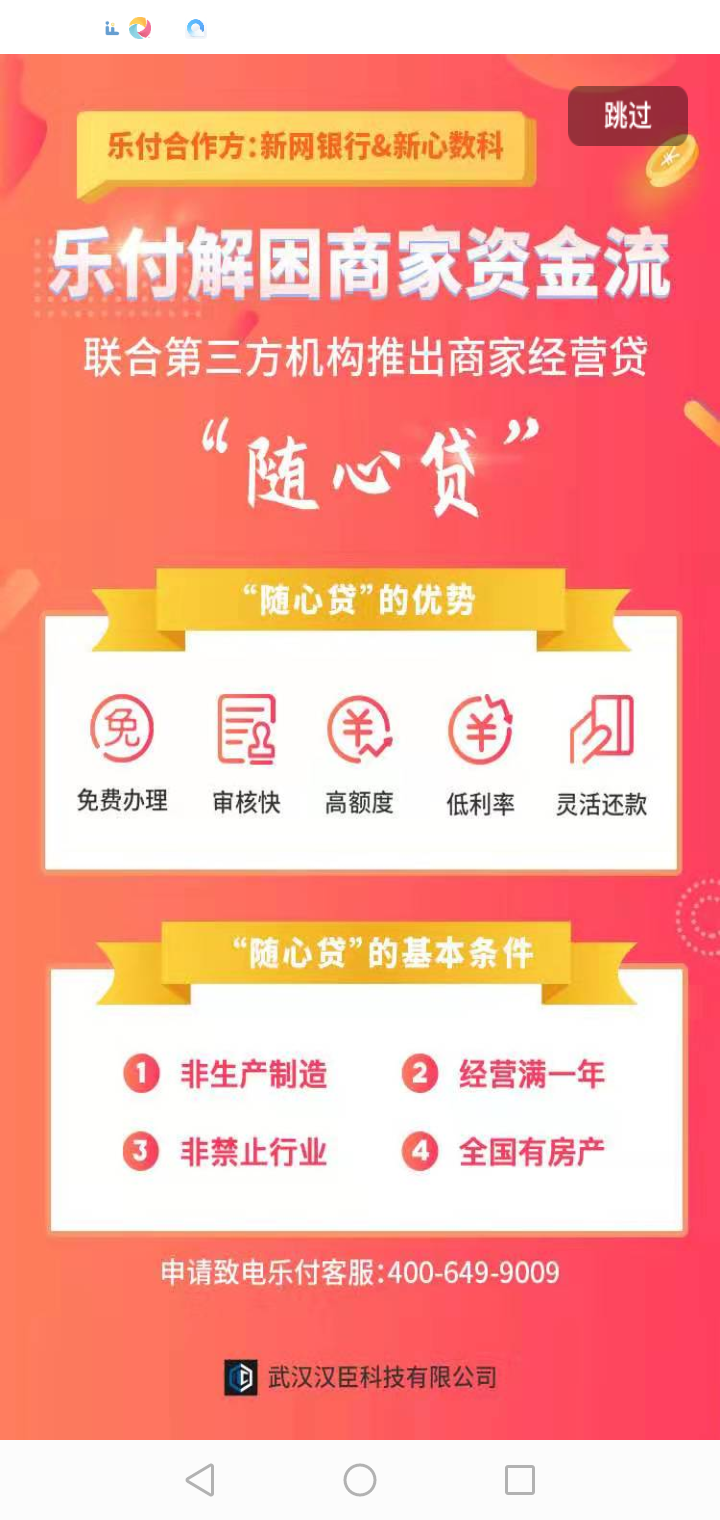 跳过
乐付合作方:新网银行&新心数科
乐付解困商家资金流
联合第三方机构推出商家经营贷
“随心贷”
“随心贷”的优势
免
免费办理 审核快 高额度 低利率 灵活还款
“随心贷”的基本条件
1 非生产制造 2 经营满一年
3 非禁止行业 4 全国有房产
申请致电乐付客服:400-649-9009
武汉汉臣科技有限公司